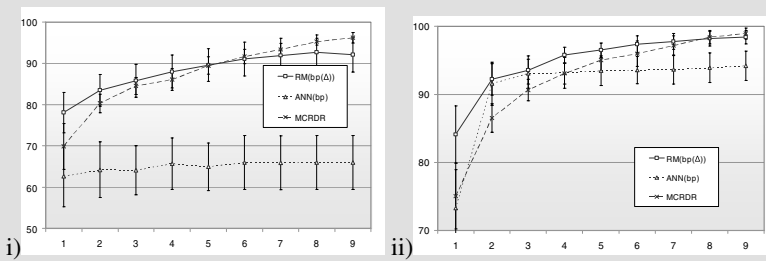 i)
100
90
80
70
60
50
1 2 3 4 5 6 7 8 9
RM(bp(Δ))
ANN(bp)
MCRDR
ii)
100
90
80
70
1 2 3 4 5 6 7 8 9
RM(bp(Δ))
ANN(bp)
MCRDR